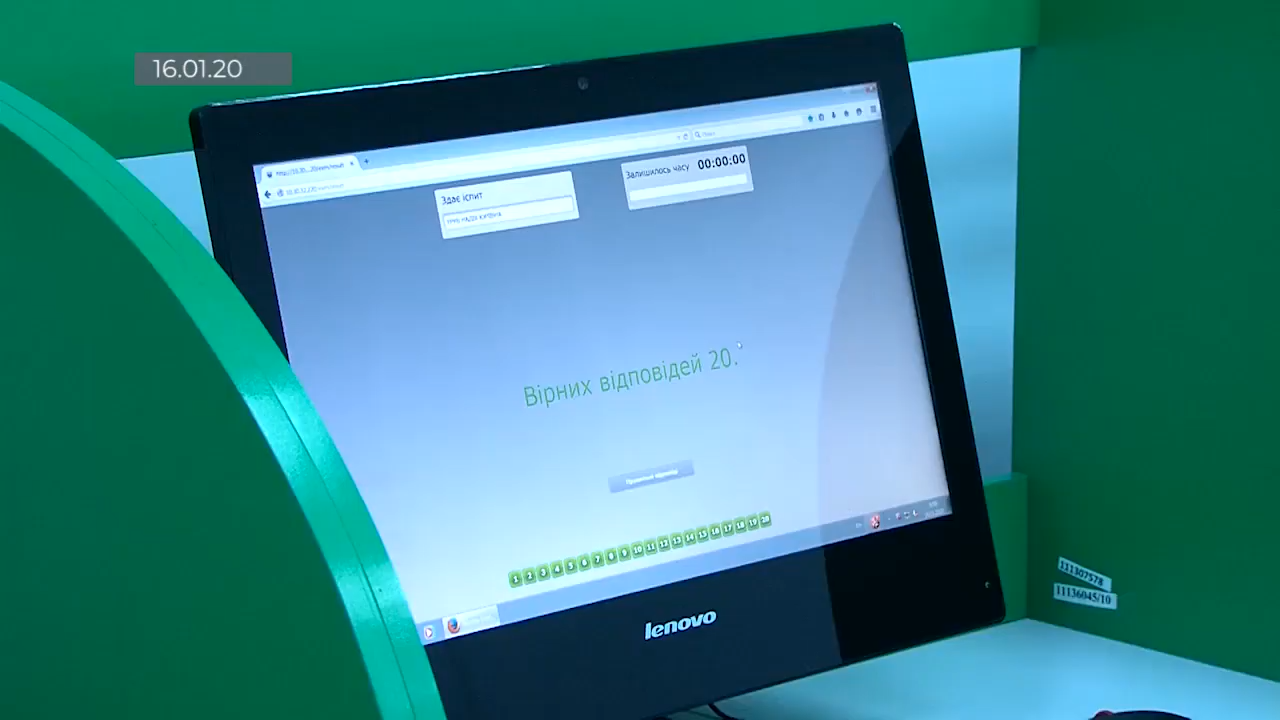 16.01.20
Здає іспит
Залишилось часу 00:00:00
Вірних відповідей 20.
1 2 3 4 5 6 7 8 9 10 11 12 13 14 15 16 17 18 19 20
lenovo
131307578
11136045/10